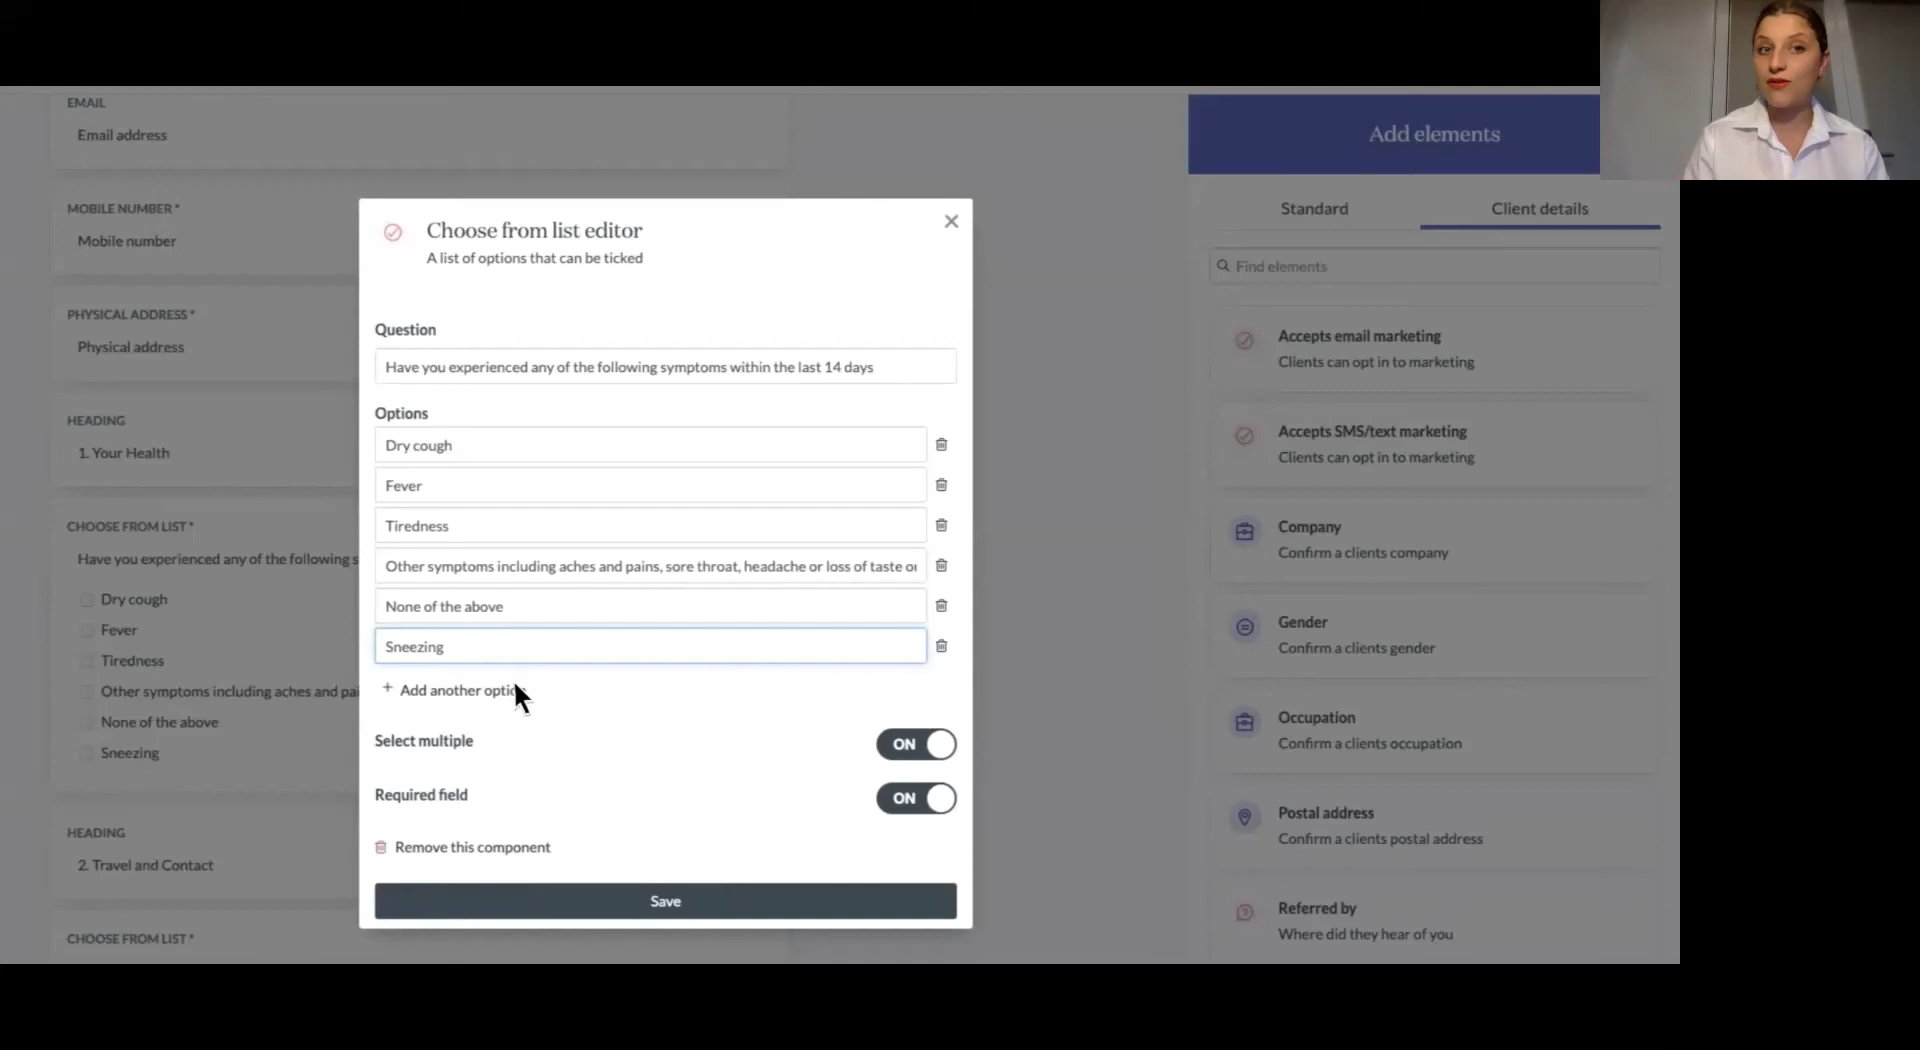 EMAIL
Email address
MOBILE NUMBER *
Mobile number
PHYSICAL ADDRESS *
Physical address
HEADING
1. Your Health
CHOOSE FROM LIST *
Have you experienced any of the following s
Dry cough
Fever
Tiredness
Other symptoms including aches and pai
None of the above
Sneezing
HEADING
2. Travel and Contact
CHOOSE FROM LIST *
Choose from list editor
A list of options that can be ticked
Question
Have you experienced any of the following symptoms within the last 14 days
Options
Dry cough
Fever
Tiredness
Other symptoms including aches and pains, sore throat, headache or loss of taste or
None of the above
Sneezing
+ Add another option
Select multiple
ON
Required field
ON
Remove this component
Save
Add elements
Standard
Client details
Find elements
Accepts email marketing
Clients can opt in to marketing
Accepts SMS/text marketing
Clients can opt in to marketing
Company
Confirm a clients company
Gender
Confirm a clients gender
Occupation
Confirm a clients occupation
Postal address
Confirm a clients postal address
Referred by
Where did they hear of you